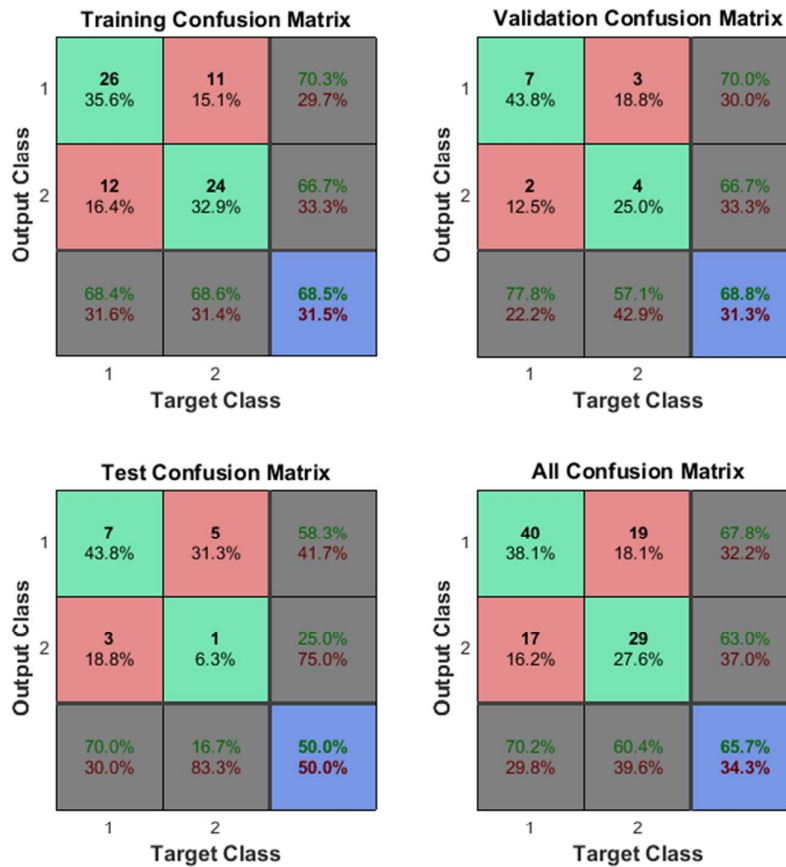 Training Confusion Matrix
Output Class
1
26 11 70.3%
35.6% 15.1% 29.7%
2
12 24 66.7%
16.4% 32.9% 33.3%
68.4% 68.6% 68.5%
31.6% 31.4% 31.5%
1 2
Target Class
Validation Confusion Matrix
Output Class
1
7 3 70.0%
43.8% 18.8% 30.0%
2
2 4 66.7%
12.5% 25.0% 33.3%
77.8% 57.1% 68.8%
22.2% 42.9% 31.3%
1 2
Target Class
Test Confusion Matrix
Output Class
1
7 5 58.3%
43.8% 31.3% 41.7%
2
3 1 25.0%
18.8% 6.3% 75.0%
70.0% 16.7% 50.0%
30.0% 83.3% 50.0%
1 2
Target Class
All Confusion Matrix
Output Class
1
40 19 67.8%
38.1% 18.1% 32.2%
2
17 29 63.0%
16.2% 27.6% 37.0%
70.2% 60.4% 65.7%
29.8% 39.6% 34.3%
1 2
Target Class